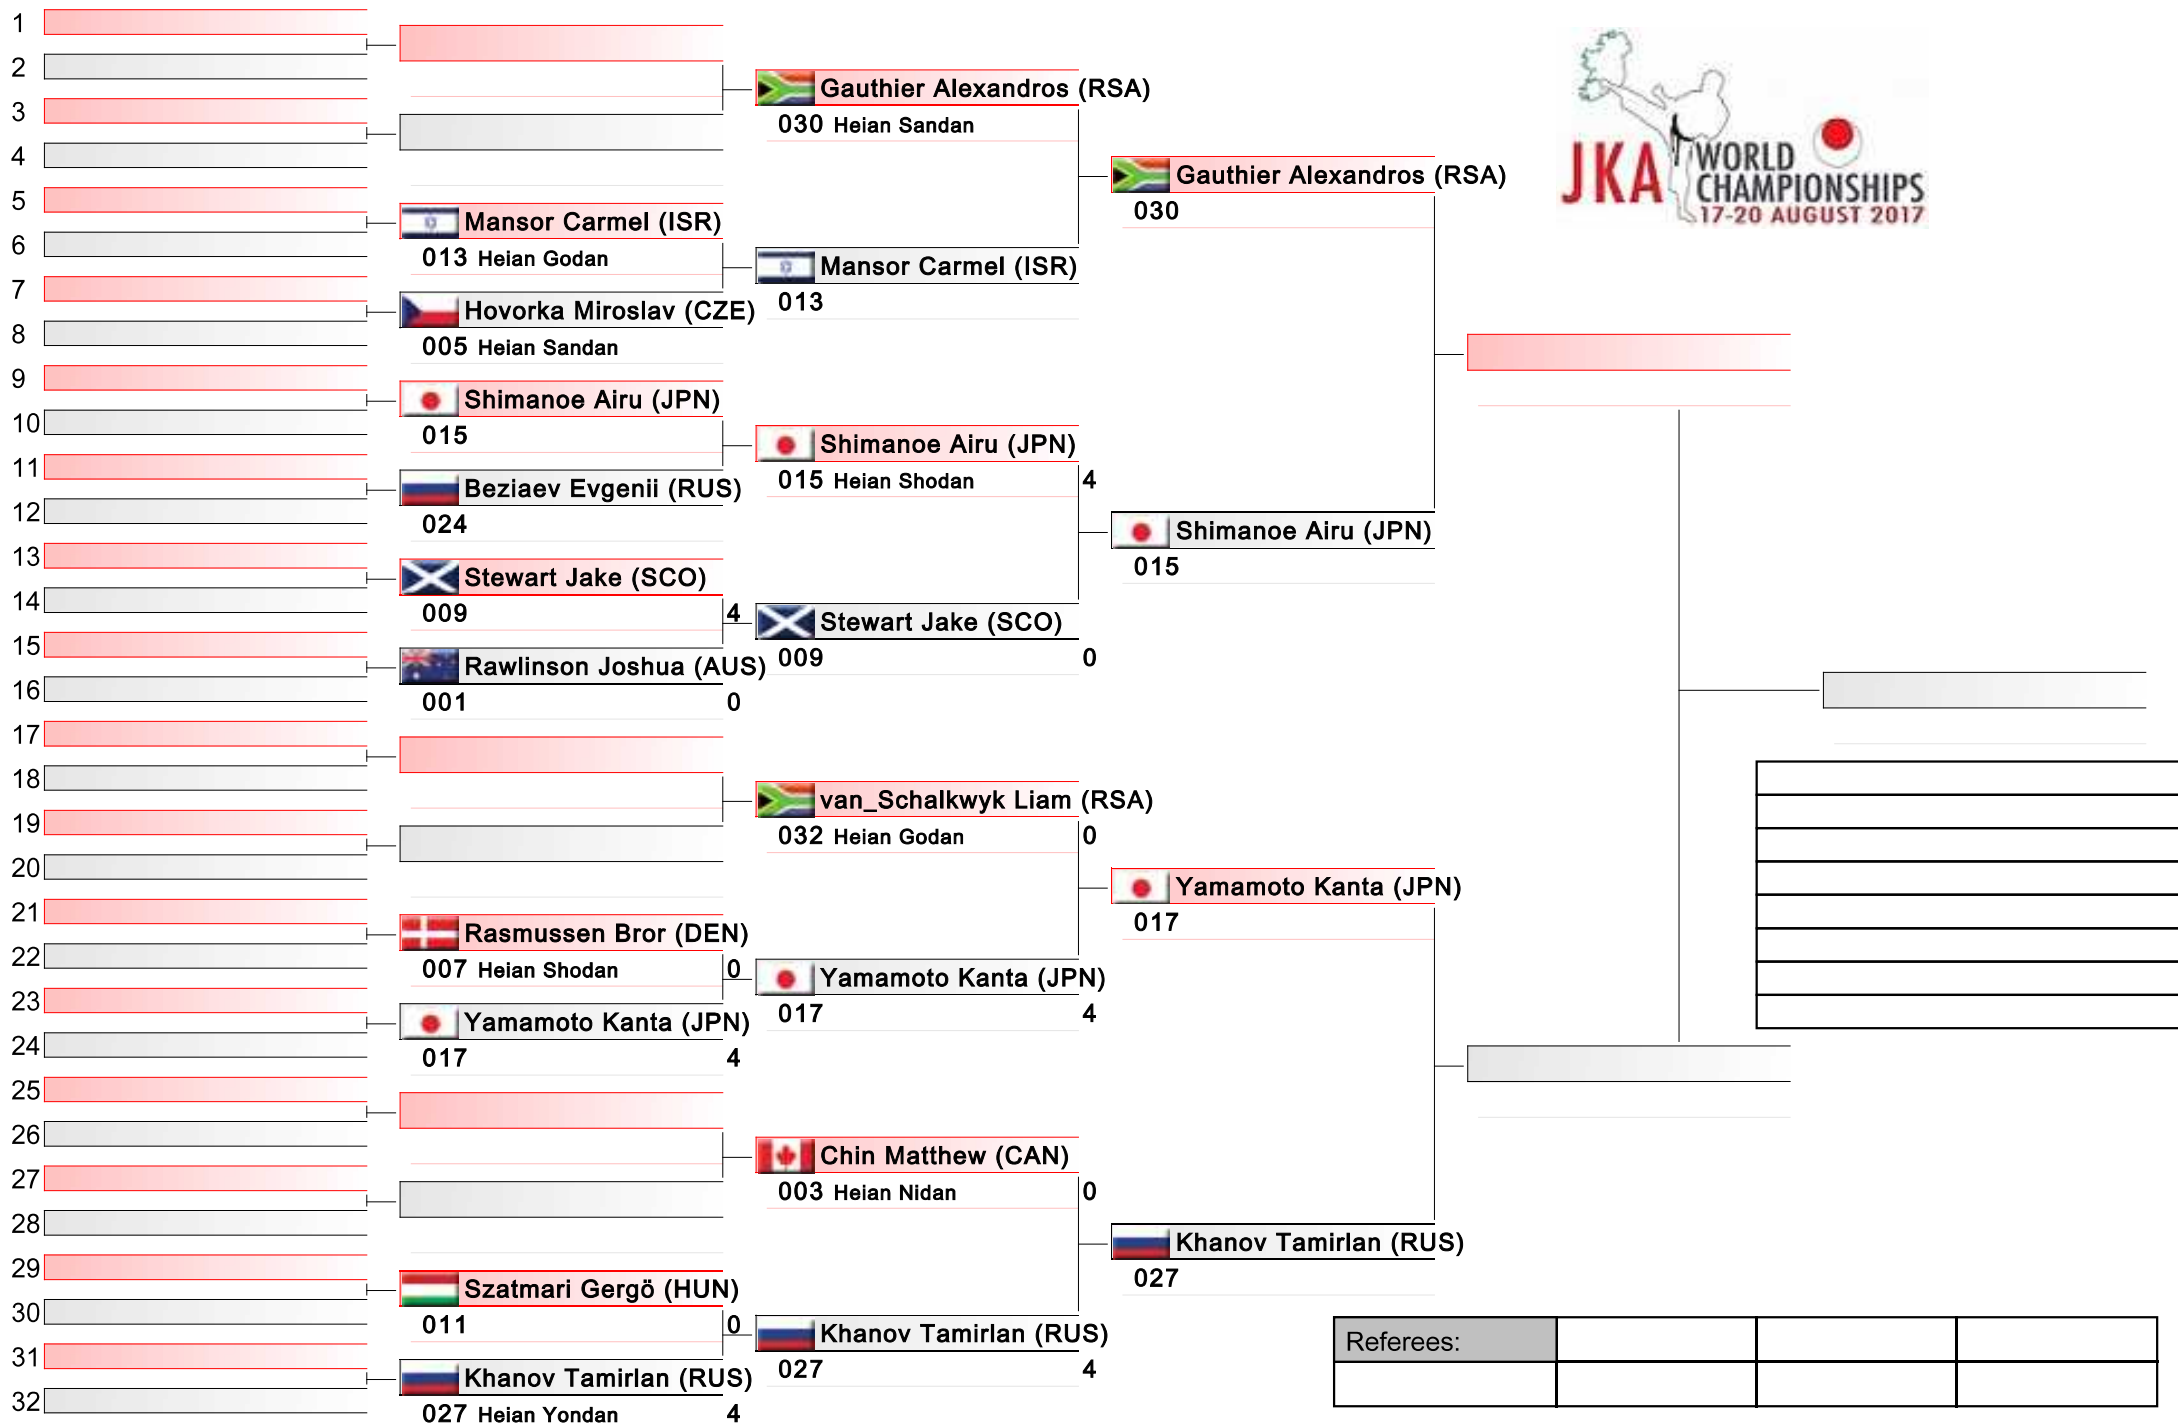 1
2
3
4
5
6
7
8
9
10
11
12
13
14
15
16
17
18
19
20
21
22
23
24
25
26
27
28
29
30
31
32
Mansor Carmel (ISR)
013 Heian Godan
Hovorka Miroslav (CZE)
005 Heian Sandan
Shimanoe Airu (JPN)
015
Beziaev Evgenii (RUS)
024
Stewart Jake (SCO)
009 4
Rawlinson Joshua (AUS)
001 0
Rasmussen Bror (DEN)
007 Heian Shodan 0
Yamamoto Kanta (JPN)
017 4
Szatmari Gergö (HUN)
011 0
Khanov Tamirlan (RUS)
027 Heian Yondan 4
Gauthier Alexandros (RSA)
030 Heian Sandan
Mansor Carmel (ISR)
013
Shimanoe Airu (JPN)
015 Heian Shodan 4
Stewart Jake (SCO)
009 0
van_Schalkwyk Liam (RSA)
032 Heian Godan 0
Yamamoto Kanta (JPN)
017 4
Chin Matthew (CAN)
003 Heian Nidan 0
Khanov Tamirlan (RUS)
027 4
Gauthier Alexandros (RSA)
030
Shimanoe Airu (JPN)
015
Yamamoto Kanta (JPN)
017
Khanov Tamirlan (RUS)
027
JKA WORLD
CHAMPIONSHIPS
17-20 AUGUST 2017
Referees: